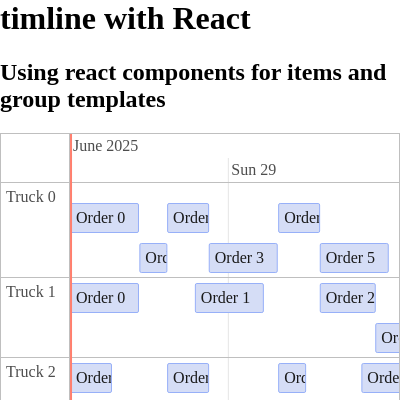 timline with React
Using react components for items and
group templates
June 2025
Sun 29
Truck 0
Order 0
Order
Order
Ord
Order 3
Order 5
Truck 1
Order 0
Order 1
Order 2
Or
Truck 2
Order
Order
Ord
Orde